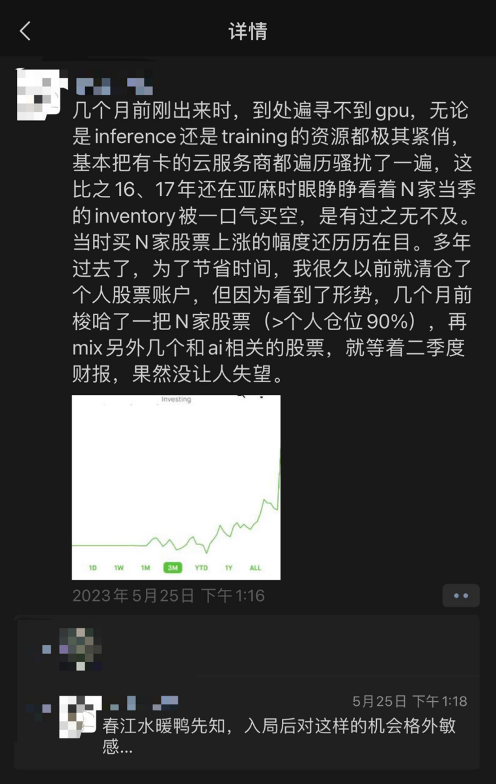 详情
几个月前刚出来时，到处遍寻不到gpu，无论
是inference还是training的资源都极其紧俏，
基本把有卡的云服务商都遍历骚扰了一遍，这
比之16、17年还在亚麻时眼睁睁看着N家当季
的inventory被一口气买空，是有过之无不及。
当时买N家股票上涨的幅度还历历在目。多年
过去了，为了节省时间，我很久以前就清仓了
个人股票账户，但因为看到了形势，几个月前
梭哈了一把N家股票（>个人仓位90%），再
mix另外几个和ai相关的股票，就等着二季度
财报，果然没让人失望。
Investing
1D 1W 1M 3M YTD 1Y ALL
2023年5月25日 下午1:16
5月25日 下午1:18
春江水暖鸭先知，入局后对这样的机会格外敏
感...